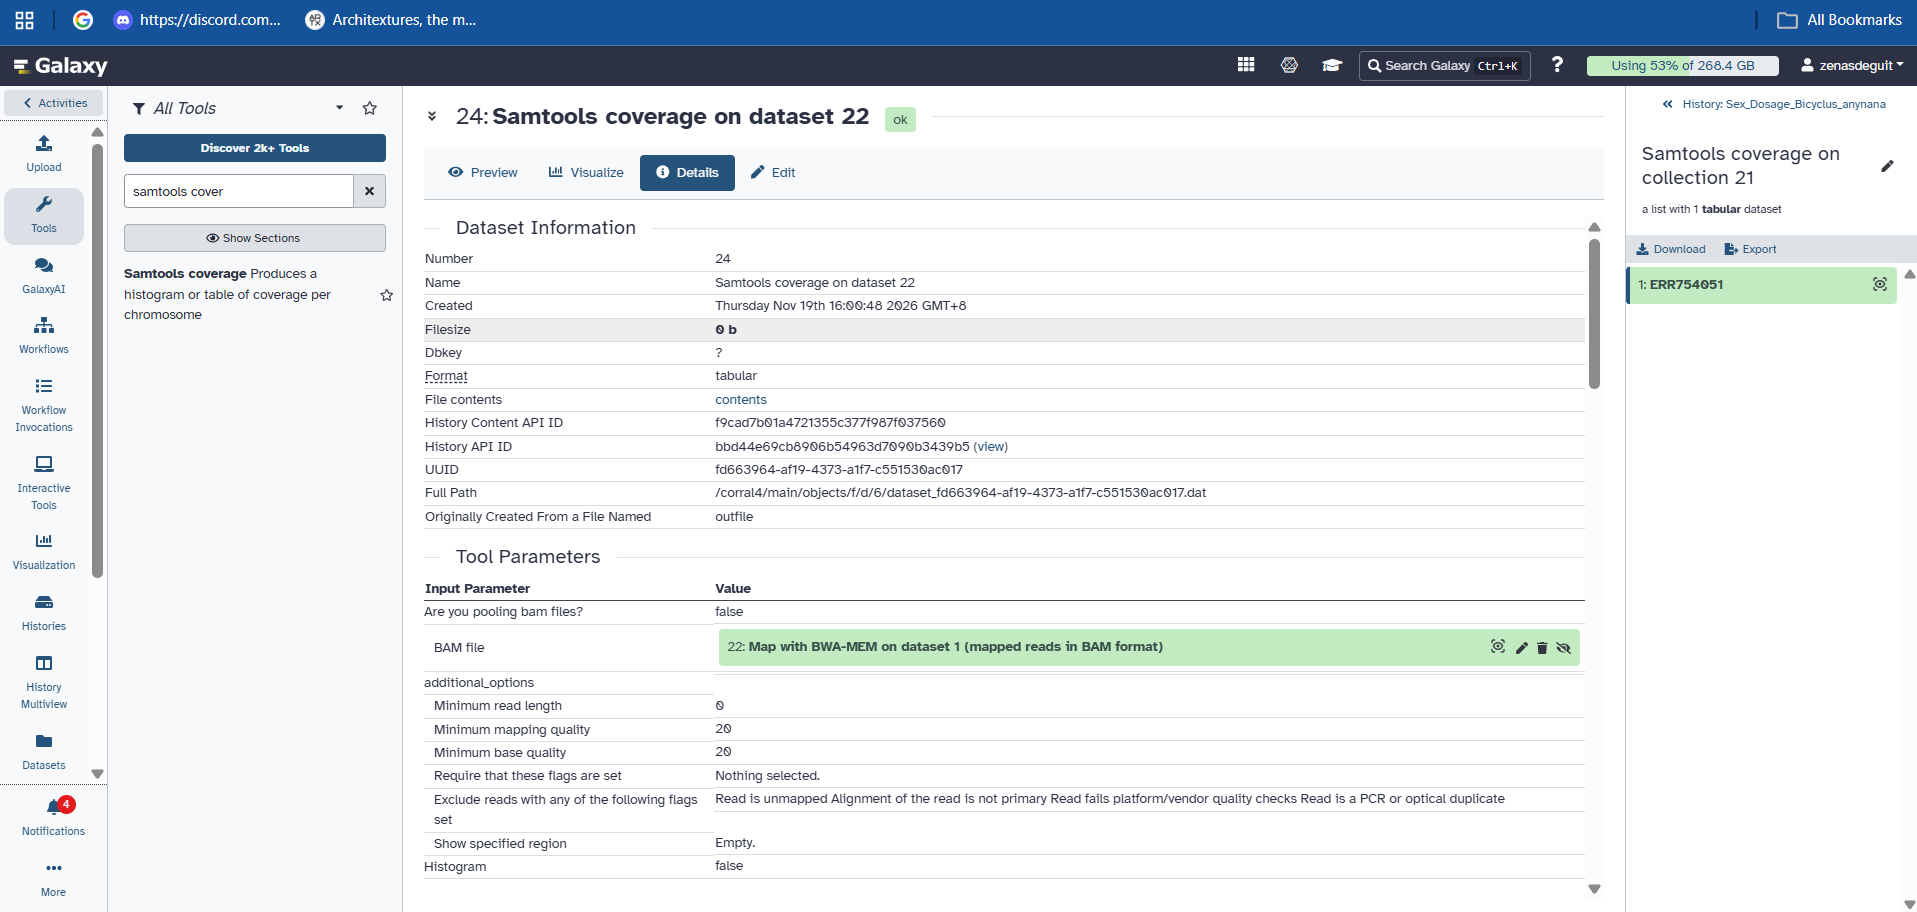 https://discord.com...
Architextures, the m...
All Bookmarks
Galaxy
Search Galaxy Ctrl+K
?
Using 53% of 268.4 GB
zenasdeguit
Activities
Upload
Tools
GalaxyAI
Workflows
Workflow
Invocations
Interactive
Tools
Visualization
Histories
History
Multiview
Datasets
4
Notifications
More
All Tools
Discover 2k+ Tools
samtools cover
Show Sections
Samtools coverage Produces a
histogram or table of coverage per
chromosome
24: Samtools coverage on dataset 22 ok
Preview Visualize Details Edit
Dataset Information
Number 24
Name Samtools coverage on dataset 22
Created Thursday Nov 19th 16:00:48 2026 GMT+8
Filesize 0 b
Dbkey ?
Format tabular
File contents contents
History Content API ID f9cad7b01a4721355c377f987f037560
History API ID bbd44e69cb8906b54963d7090b3439b5 (view)
UUID fd663964-af19-4373-a1f7-c551530ac017
Full Path /corral4/main/objects/f/d/6/dataset_fd663964-af19-4373-a1f7-c551530ac017.dat
Originally Created From a File Named outfile
Tool Parameters
Input Parameter Value
Are you pooling bam files? false
BAM file 22: Map with BWA-MEM on dataset 1 (mapped reads in BAM format)
additional_options
Minimum read length 0
Minimum mapping quality 20
Minimum base quality 20
Require that these flags are set Nothing selected.
Exclude reads with any of the following flags Read is unmapped Alignment of the read is not primary Read fails platform/vendor quality checks Read is a PCR or optical duplicate
set
Show specified region Empty.
Histogram false
History: Sex_Dosage_Bicyclus_anynana
Samtools coverage on
collection 21
a list with 1 tabular dataset
Download Export
1: ERR754051